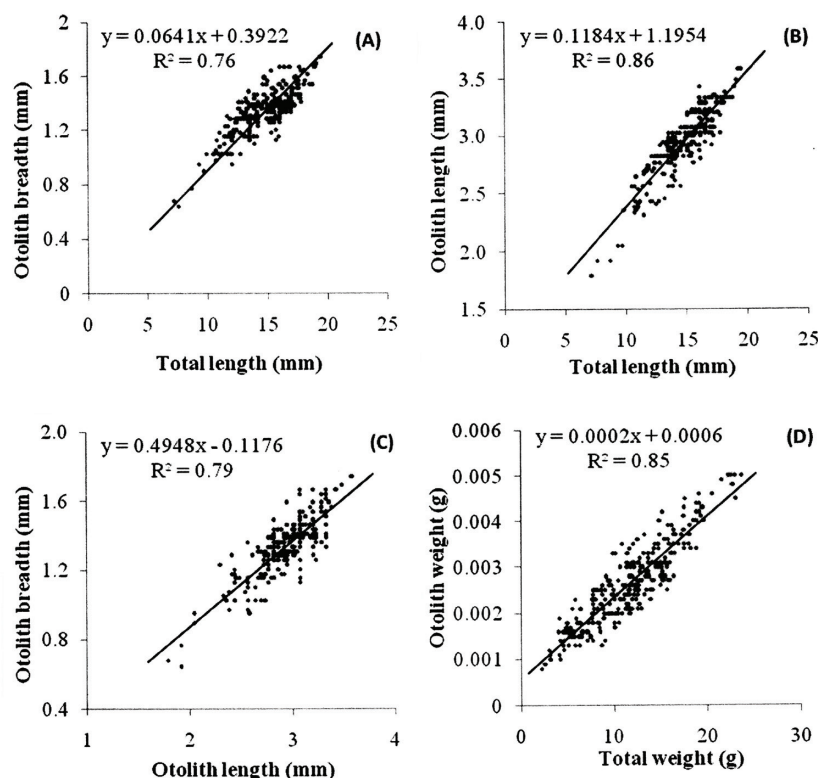 y = 0.0641x + 0.3922
R² = 0.76
(A)
Otolith breadth (mm)
2
1.6
1.2
0.8
0.4
0
0 5 10 15 20 25
Total length (mm)
y = 0.1184x + 1.1954
R² = 0.86
(B)
Otolith length (mm)
4.0
3.5
3.0
2.5
2.0
1.5
0 5 10 15 20 25
Total length (mm)
y = 0.4948x - 0.1176
R² = 0.79
(C)
Otolith breadth (mm)
2.0
1.6
1.2
0.8
0.4
1 2 3 4
Otolith length (mm)
y = 0.0002x + 0.0006
R² = 0.85
(D)
Otolith weight (g)
0.006
0.005
0.004
0.003
0.002
0.001
0
0 10 20 30
Total weight (g)